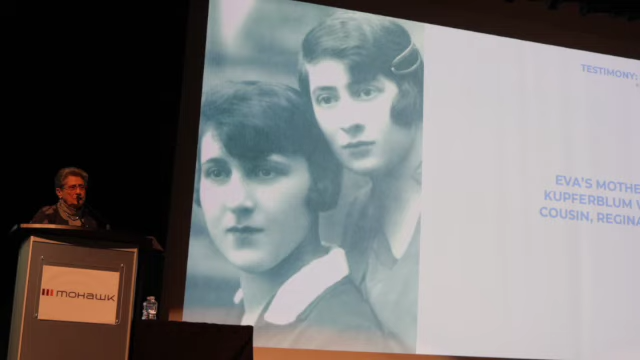 TESTIMONY:
EVA'S MOTHE
KUPFERBLUM
COUSIN, REGINA
mohawk